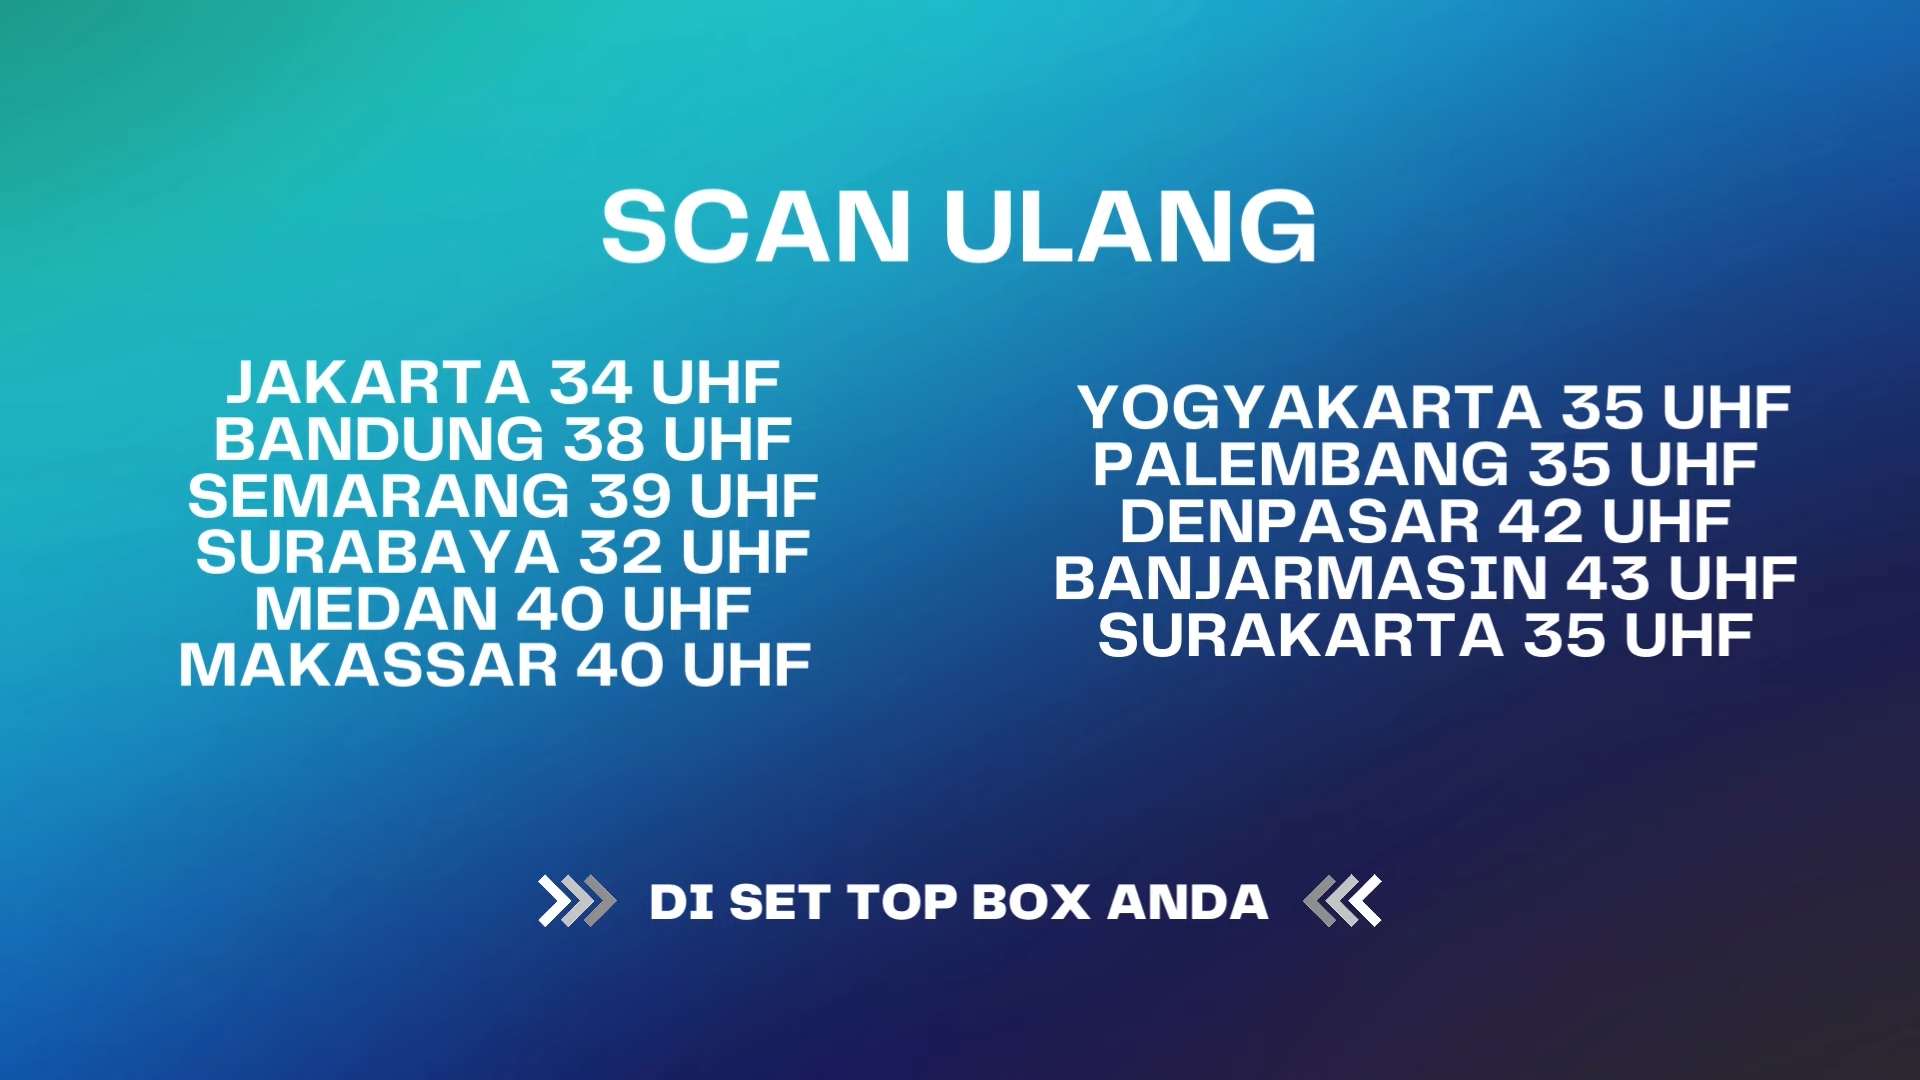 SCAN ULANG
JAKARTA 34 UHF
BANDUNG 38 UHF
SEMARANG 39 UHF
SURABAYA 32 UHF
MEDAN 40 UHF
MAKASSAR 40 UHF
YOGYAKARTA 35 UHF
PALEMBANG 35 UHF
DENPASAR 42 UHF
BANJARMASIN 43 UHF
SURAKARTA 35 UHF
DI SET TOP BOX ANDA